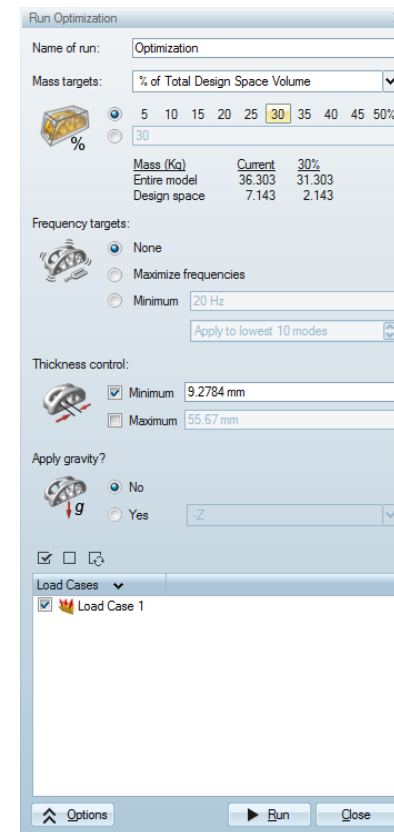 Run Optimization
Name of run: Optimization
Mass targets: % of Total Design Space Volume
5 10 15 20 25 30 35 40 45 50%
%
30
Mass (Kg) Current 30%
Entire model 36.303 31.303
Design space 7.143 2.143
Frequency targets:
None
Maximize frequencies
Minimum 20 Hz
Apply to lowest 10 modes
Thickness control:
Minimum 9.2784 mm
Maximum 55.67 mm
Apply gravity?
No
g
Yes -Z
Load Cases
Load Case 1
Options Run Close